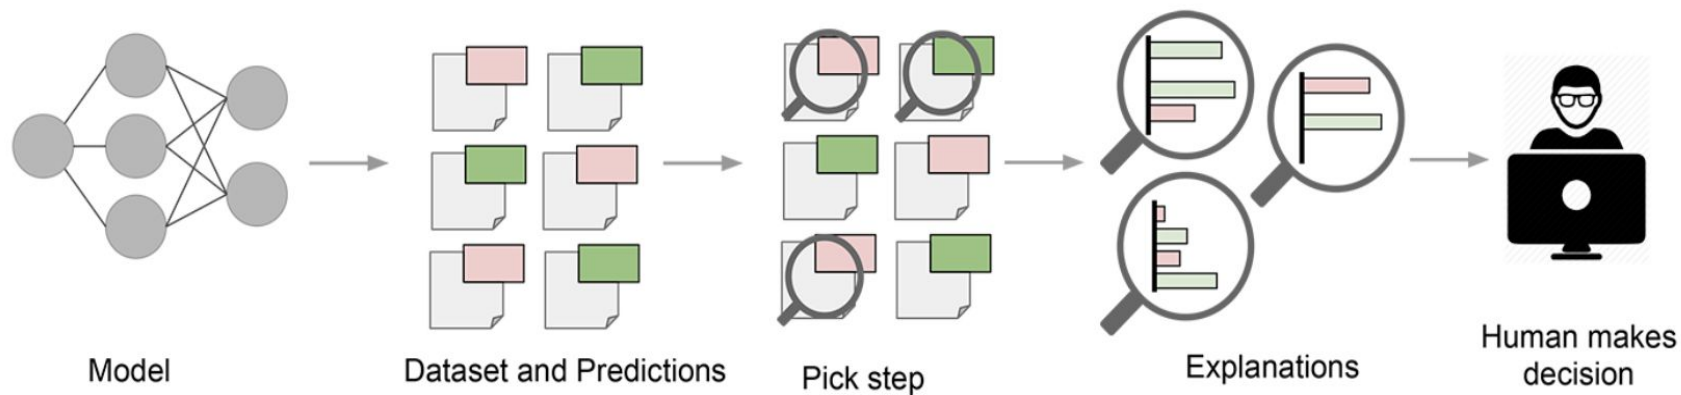 Model
Dataset and Predictions
Pick step
Explanations
Human makes
decision